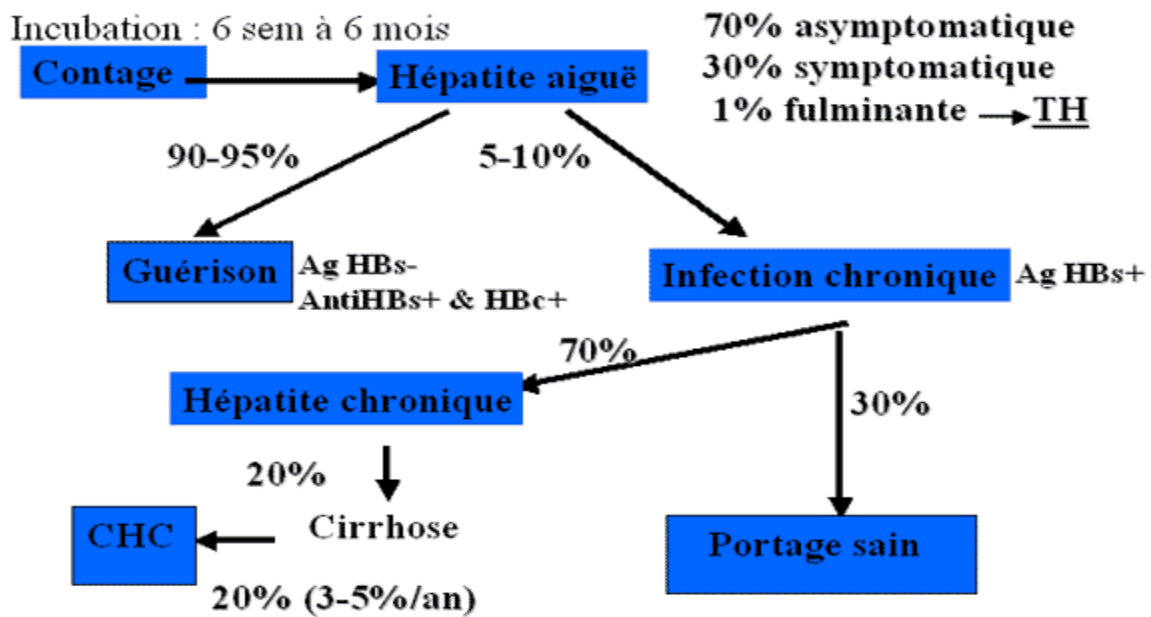 Incubation : 6 sem à 6 mois
70% asymptomatique
Contage
Hépatite aiguë
30% symptomatique
1% fulminante
TH
90-95%
5-10%
Guérison
Ag HBs-
AntiHBs+ & HBc+
Infection chronique
Ag HBs+
70%
Hépatite chronique
30%
20%
Cirrhose
CHC
Portage sain
20% (3-5%/an)